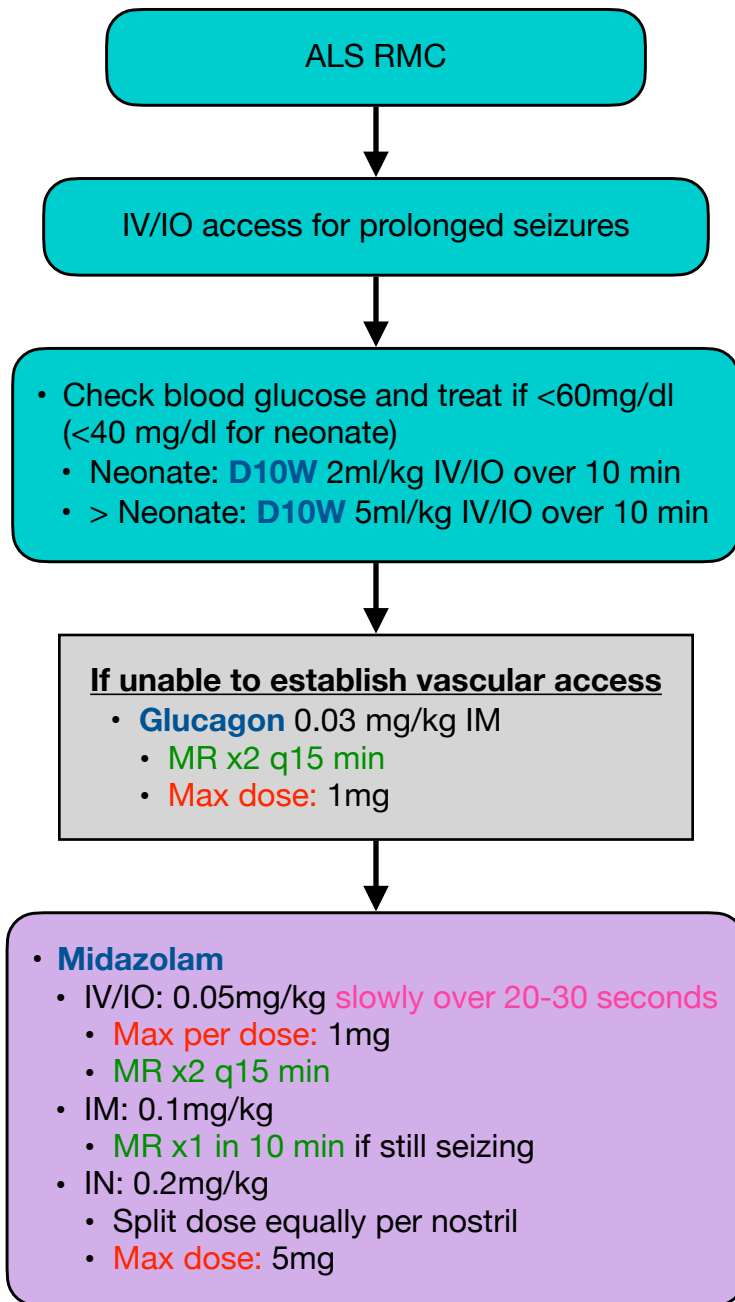 ALS RMC
IV/IO access for prolonged seizures
• Check blood glucose and treat if <60mg/dl
(<40 mg/dl for neonate)
• Neonate: D10W 2ml/kg IV/IO over 10 min
• > Neonate: D10W 5ml/kg IV/IO over 10 min
If unable to establish vascular access
• Glucagon 0.03 mg/kg IM
• MR x2 q15 min
• Max dose: 1mg
• Midazolam
• IV/IO: 0.05mg/kg slowly over 20-30 seconds
• Max per dose: 1mg
• MR x2 q15 min
• IM: 0.1mg/kg
• MR x1 in 10 min if still seizing
• IN: 0.2mg/kg
• Split dose equally per nostril
• Max dose: 5mg